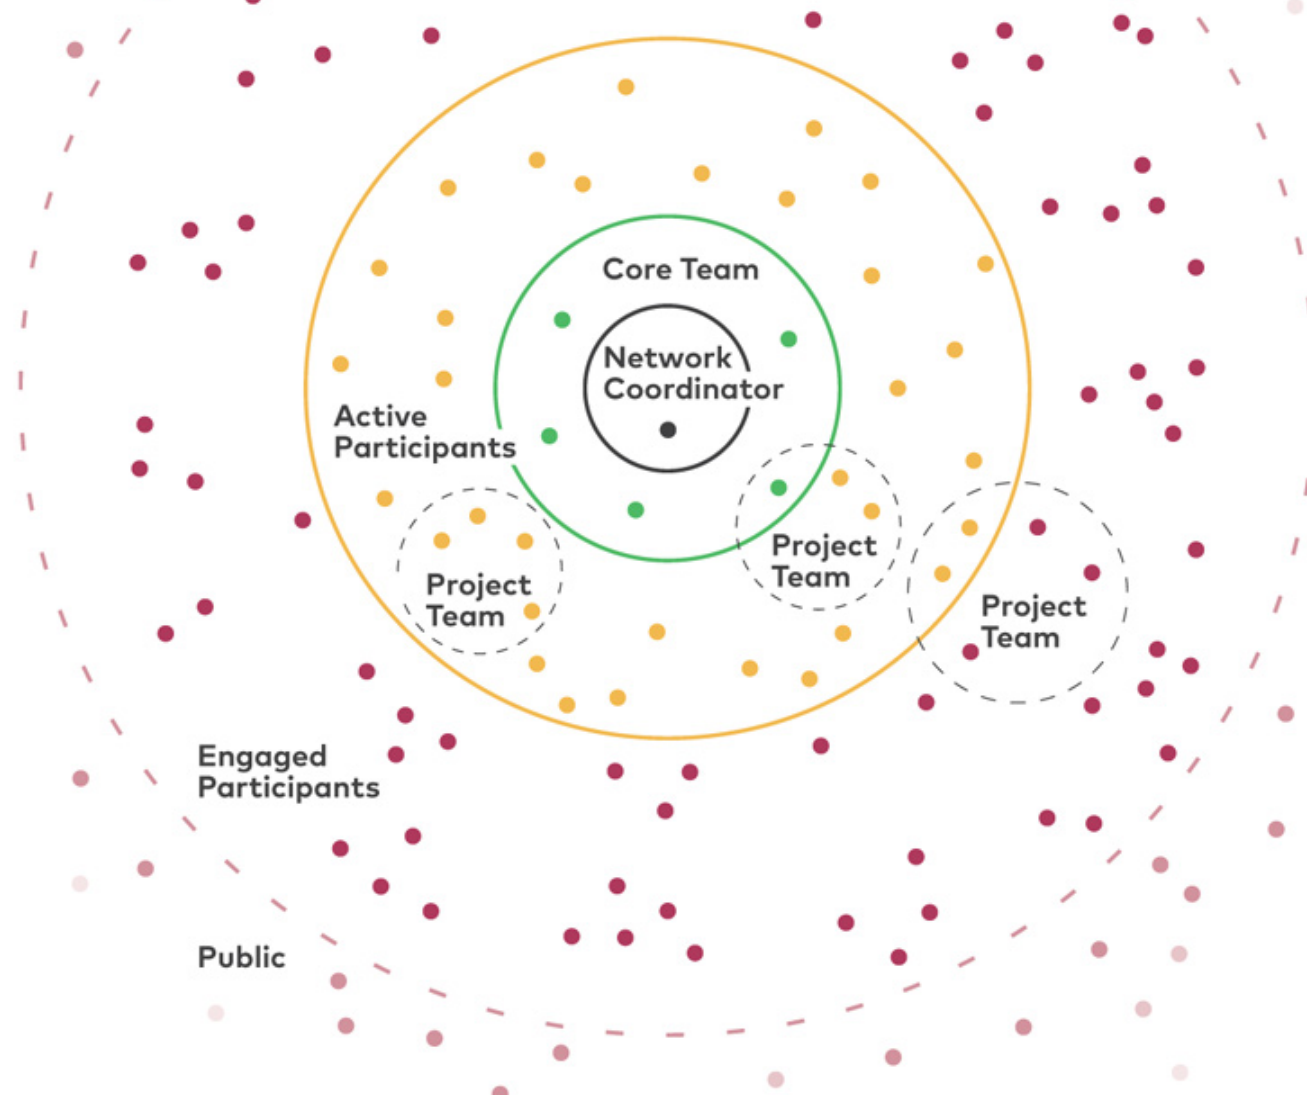 Core Team
Network
Coordinator
Active
Participants
Project
Team
Project
Team
Project
Team
Engaged
Participants
Public